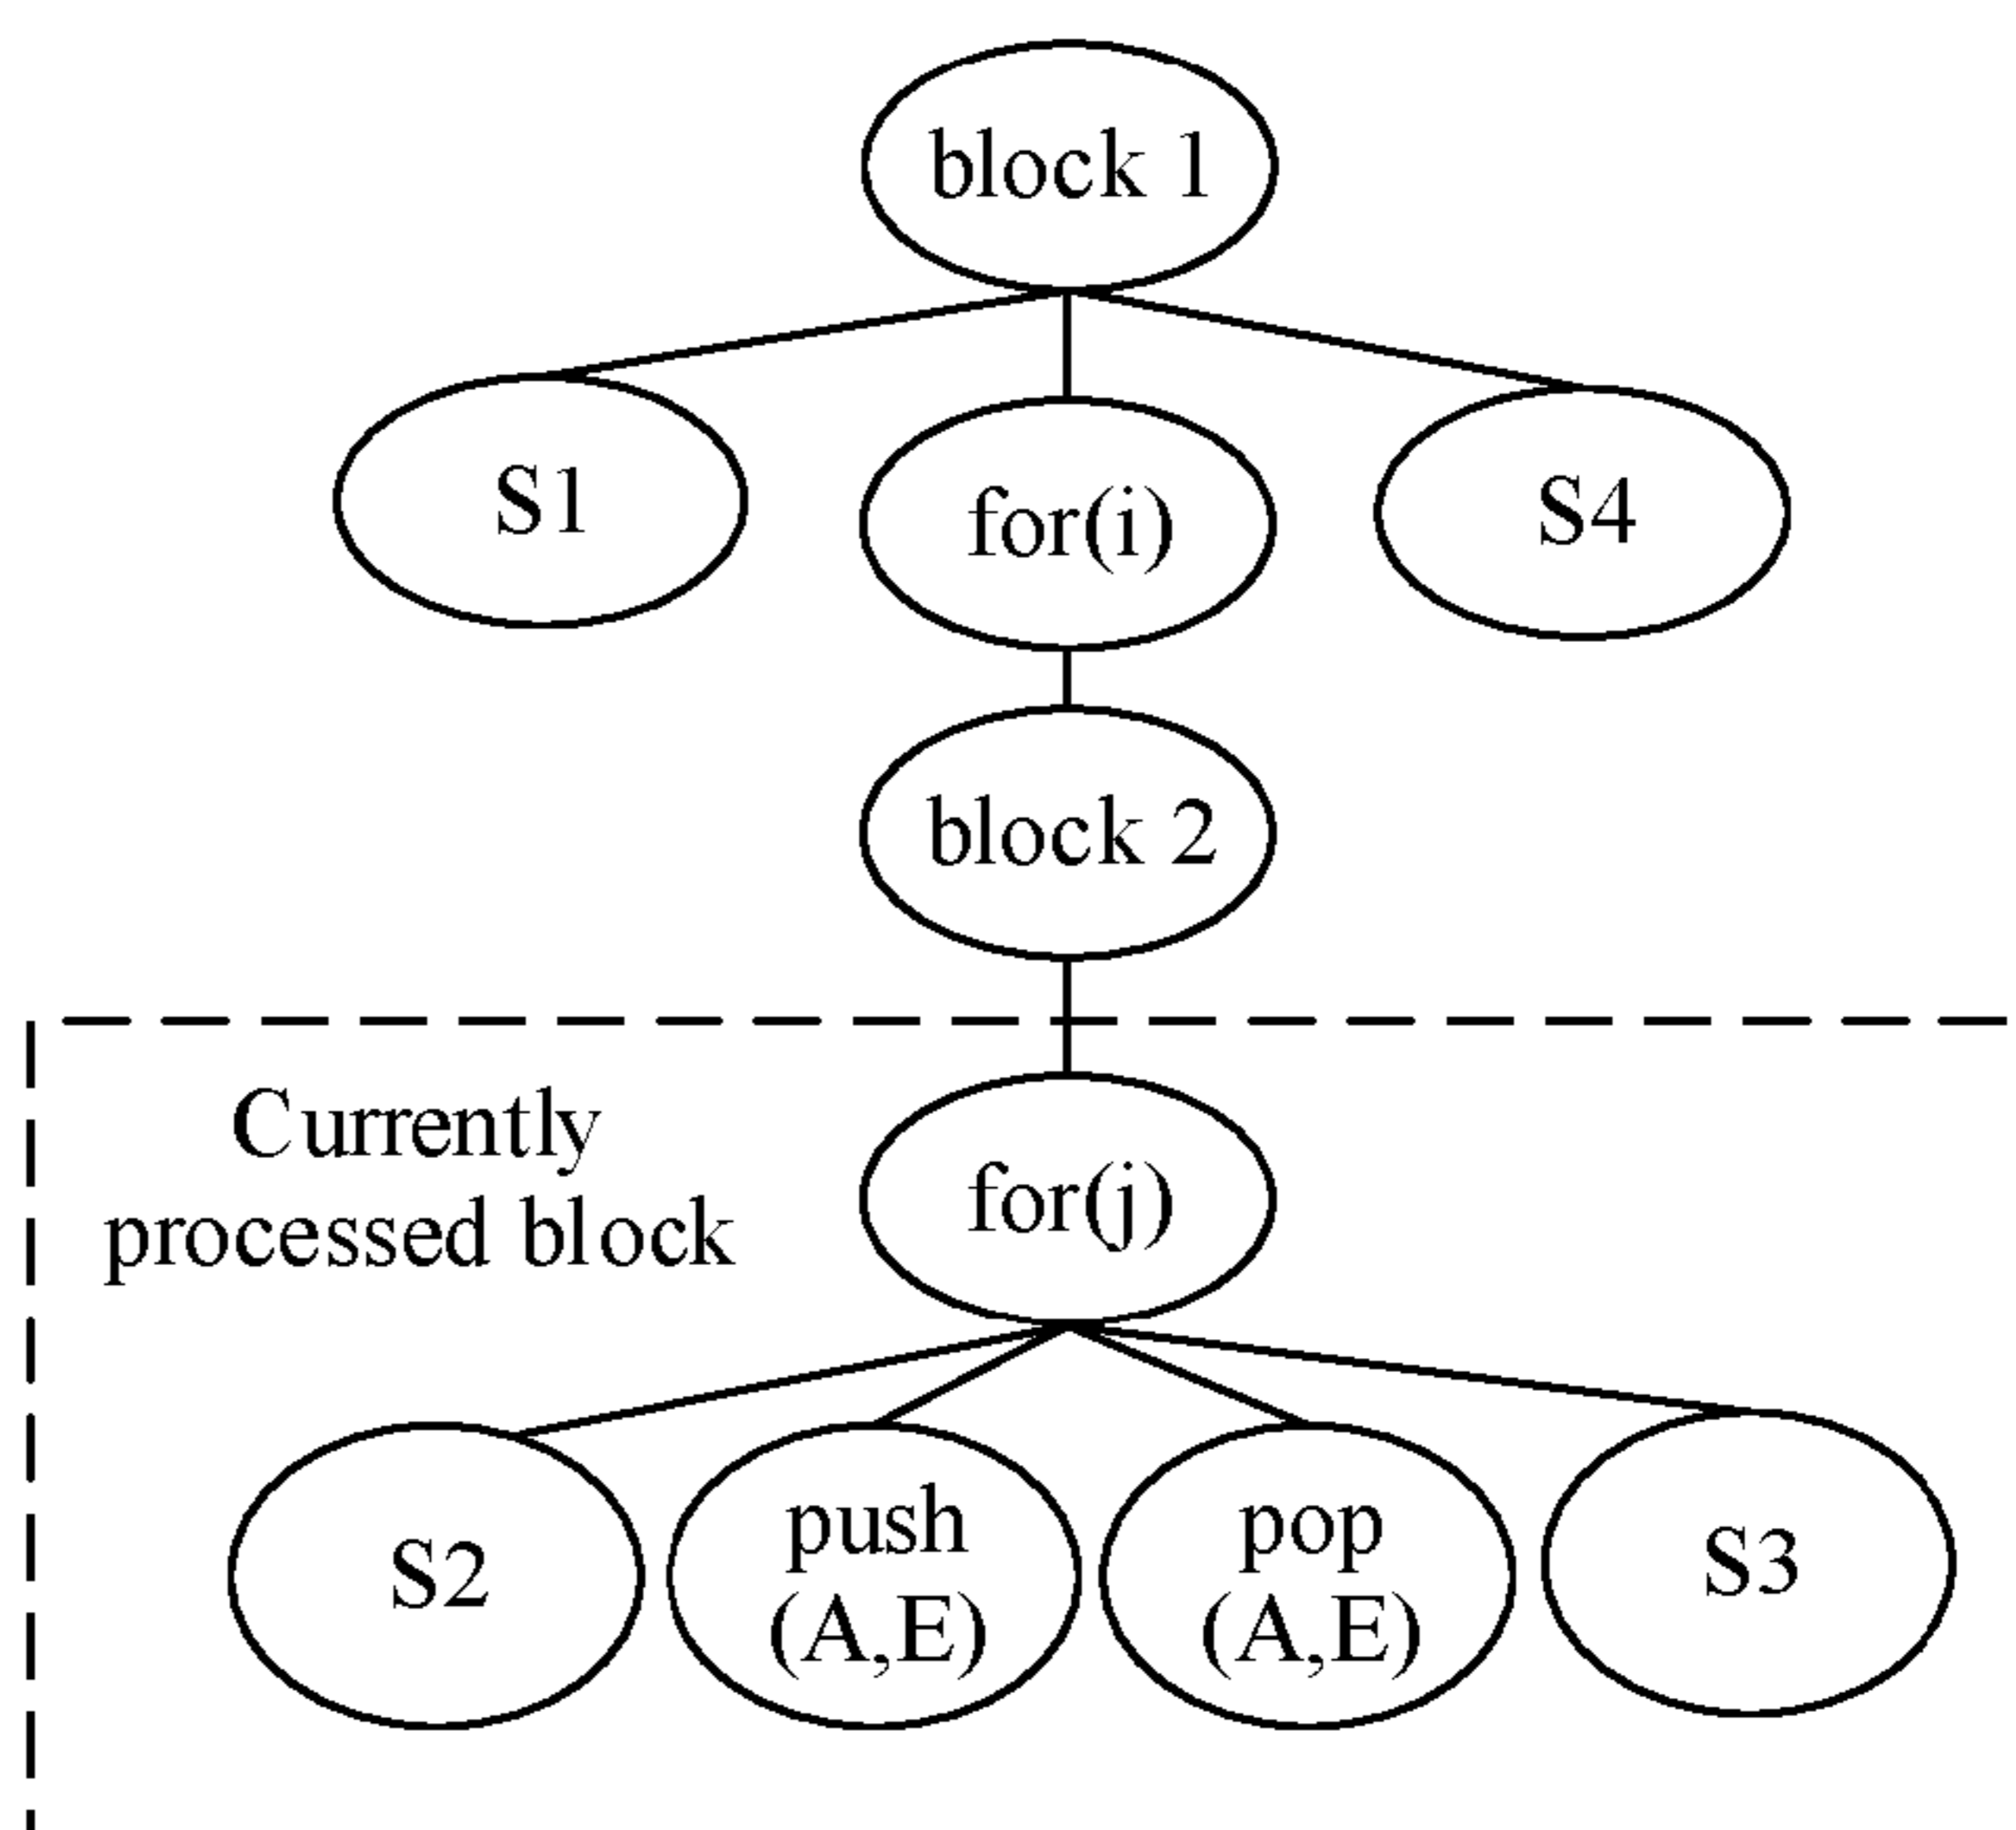 block 1
S1
for(i)
S4
block 2
Currently
processed block
for(j)
S2
push
(A,E)
pop
(A,E)
S3